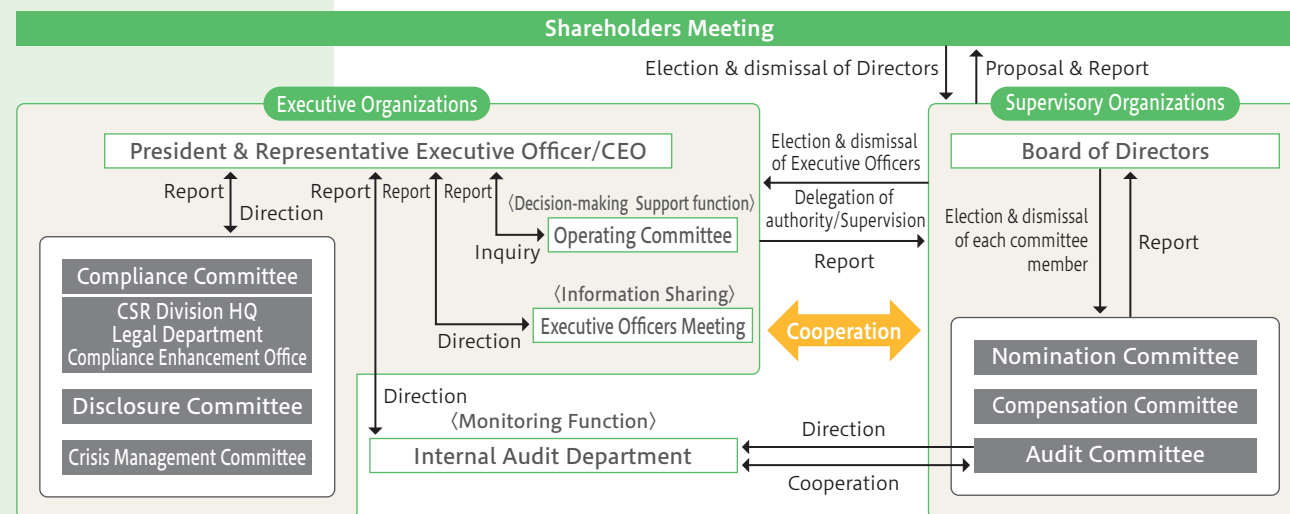 Shareholders Meeting
Election & dismissal of Directors
Proposal & Report
Executive Organizations
Supervisory Organizations
President & Representative Executive Officer/CEO
Election & dismissal
of Executive Officers
Board of Directors
Report
Direction
Report
Report
Report
〈Decision-making Support function〉
Operating Committee
Inquiry
Delegation of
authority/Supervision
Report
Election & dismissal
of each committee
member
Report
Compliance Committee
CSR Division HQ
Legal Department
Compliance Enhancement Office
Disclosure Committee
Crisis Management Committee
〈Information Sharing〉
Executive Officers Meeting
Direction
Cooperation
Nomination Committee
Compensation Committee
Audit Committee
Direction
〈Monitoring Function〉
Internal Audit Department
Direction
Cooperation